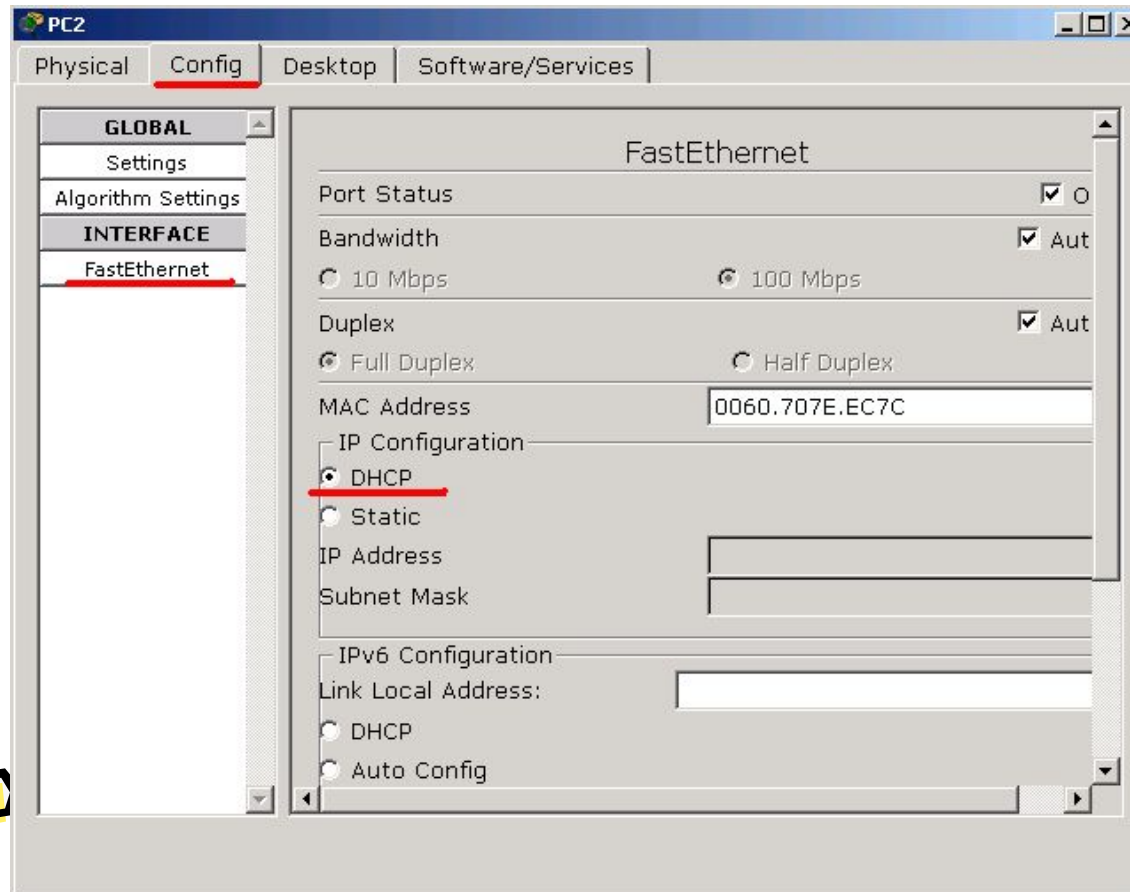 PC2
Physical Config Desktop Software/Services
GLOBAL
Settings
Algorithm Settings
INTERFACE
FastEthernet
FastEthernet
Port Status O
Bandwidth Aut
10 Mbps 100 Mbps
Duplex Aut
Full Duplex Half Duplex
MAC Address 0060.707E.EC7C
IP Configuration
DHCP
Static
IP Address
Subnet Mask
IPv6 Configuration
Link Local Address:
DHCP
Auto Config